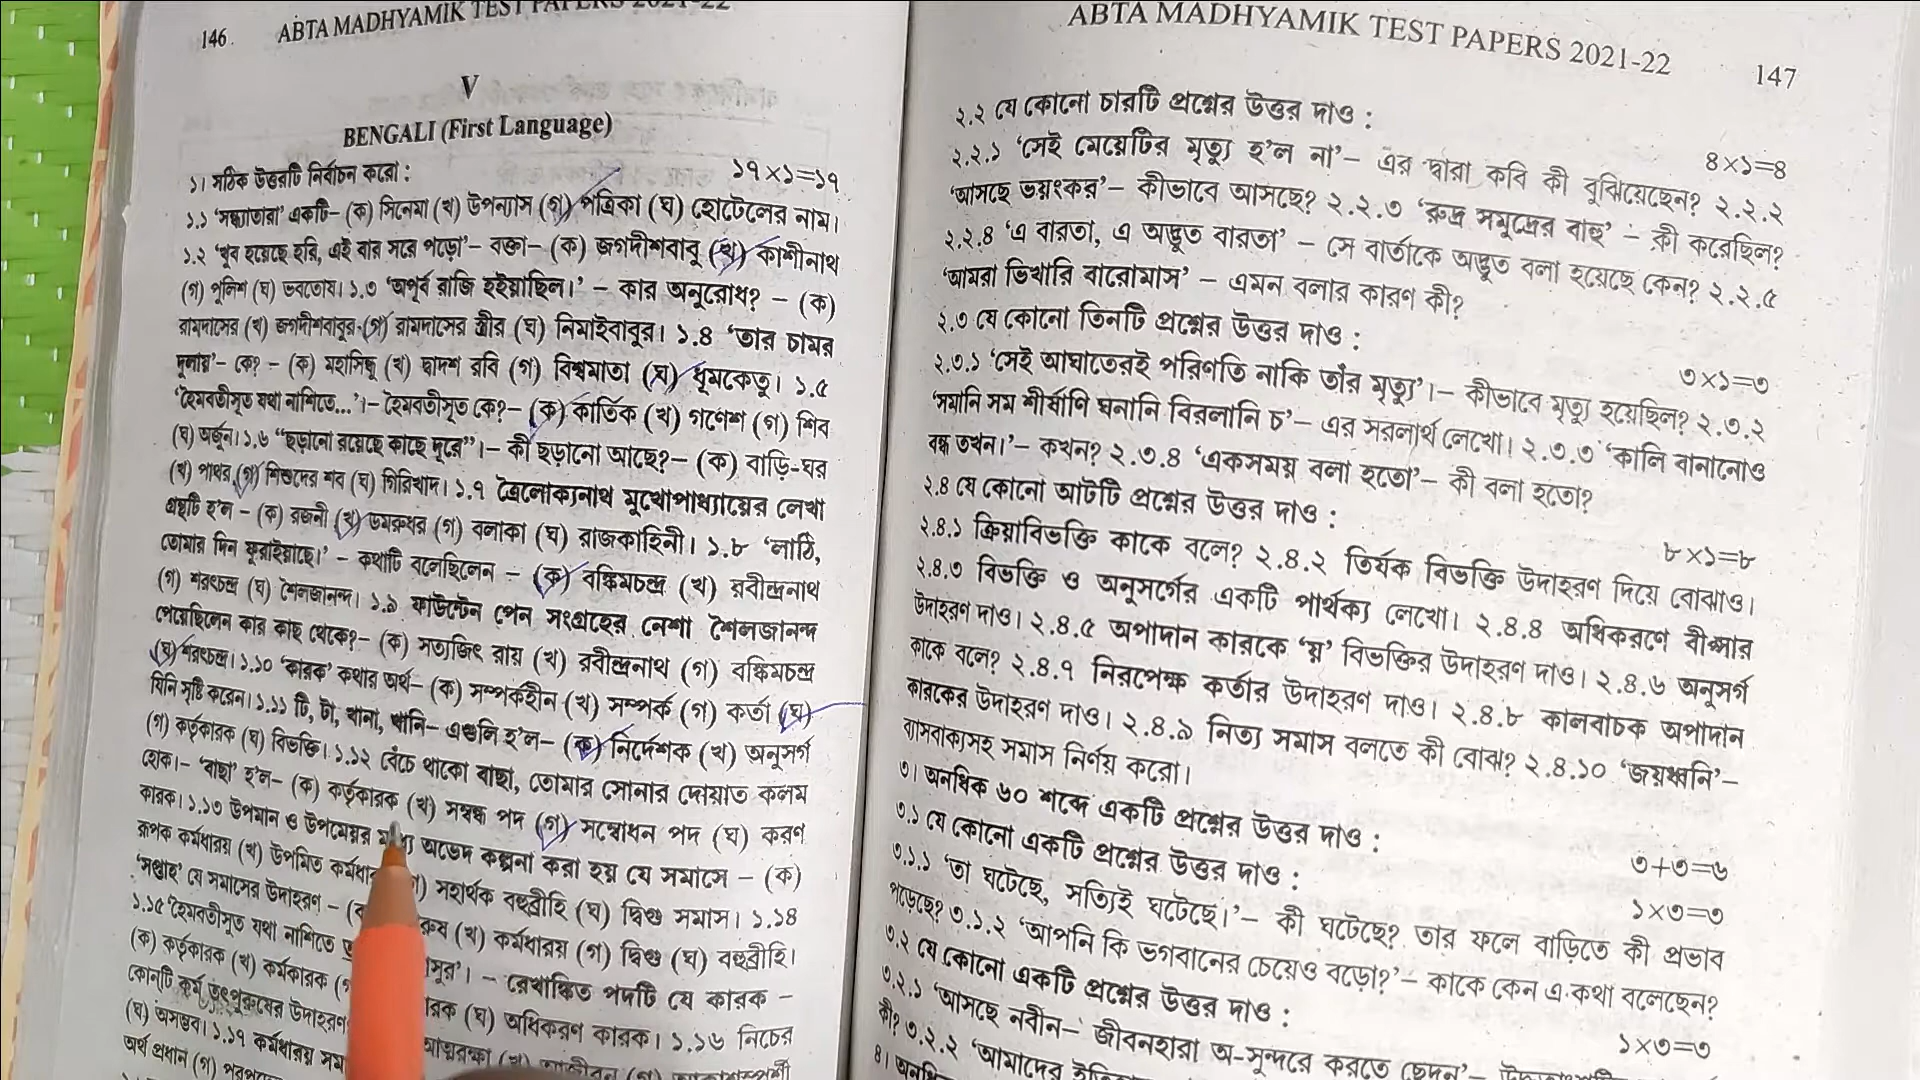 146 ABTA MADHYAMIK TEST PAPERS 2021-22
V
BENGALI (First Language)
১। সঠিক উত্তরটি নির্বাচন করো : ১৭×১=১৭
১.১ ‘সন্ধ্যাতারা’ একটি– (ক) সিনেমা (খ) উপন্যাস (গ) পত্রিকা (ঘ) হোটেলের নাম।
১.২ ‘খুব হয়েছে হরি, এই বার সরে পড়ো’– বক্তা– (ক) জগদীশবাবু (খ) কাশীনাথ
(গ) পুলিশ (ঘ) ভবতোষ। ১.৩ ‘অপূর্ব রাজি হইয়াছিল।’ – কার অনুরোধ? – (ক)
রামদাসের (খ) জগদীশবাবুর (গ) রামদাসের স্ত্রীর (ঘ) নিমাইবাবুর। ১.৪ ‘তার চামর
দুলায়’– কে? – (ক) মহাসিন্ধু (খ) দ্বাদশ রবি (গ) বিশ্বমাতা (ঘ) ধূমকেতু। ১.৫
‘হৈমবতীসূত যথা নাশিতে...’।– হৈমবতীসূত কে?– (ক) কার্তিক (খ) গণেশ (গ) শিব
(ঘ) অর্জুন। ১.৬ “ছড়ানো রয়েছে কাছে দূরে”।– কী ছড়ানো আছে?– (ক) বাড়ি-ঘর
(খ) পাথর (গ) শিশুদের শব (ঘ) গিরিখাদ। ১.৭ ত্রৈলোক্যনাথ মুখোপাধ্যায়ের লেখা
গ্রন্থটি হ’ল – (ক) রজনী (খ) ডমরুধর (গ) বলাকা (ঘ) রাজকাহিনী। ১.৮ ‘লাঠি,
তোমার দিন ফুরাইয়াছে।’ – কথাটি বলেছিলেন – (ক) বঙ্কিমচন্দ্র (খ) রবীন্দ্রনাথ
(গ) শরৎচন্দ্র (ঘ) শৈলজানন্দ। ১.৯ ফাউন্টেন পেন সংগ্রহের নেশা শৈলজানন্দ
পেয়েছিলেন কার কাছ থেকে?– (ক) সত্যজিৎ রায় (খ) রবীন্দ্রনাথ (গ) বঙ্কিমচন্দ্র
(ঘ) শরৎচন্দ্র। ১.১০ ‘কারক’ কথার অর্থ– (ক) সম্পর্কহীন (খ) সম্পর্ক (গ) কর্তা (ঘ)
যিনি সৃষ্টি করেন। ১.১১ টি, টা, খানা, খানি– এগুলি হ’ল– (ক) নির্দেশক (খ) অনুসর্গ
(গ) কর্তৃকারক (ঘ) বিভক্তি। ১.১২ বেঁচে থাকো বাছা, তোমার সোনার দোয়াত কলম
হোক।– ‘বাছা’ হ’ল– (ক) কর্তৃকারক (খ) সম্বন্ধ পদ (গ) সম্বোধন পদ (ঘ) করণ
কারক। ১.১৩ উপমান ও উপমেয়র অভেদ কল্পনা করা হয় যে সমাসে – (ক)
রূপক কর্মধারয় (খ) উপমিত সহার্থক বহুব্রীহি (ঘ) দ্বিগু সমাস। ১.১৪
‘সপ্তাহ’ যে সমাসের উদাহরণ – (খ) কর্মধারয় (গ) দ্বিগু (ঘ) বহুব্রীহি।
১.১৫ ‘হৈমবতীসূত যথা নাশিতে – রেখাঙ্কিত পদটি যে কারক –
(ক) কর্তৃকারক (খ) কর্মকারক (ঘ) অধিকরণ কারক। ১.১৬ নিচের
কোন্‌টি কর্ম তৎপুরুষের উদাহরণ
(ঘ) অসম্ভব। ১.১৭ কর্মধারয়
অর্থ প্রধান (গ)
ABTA MADHYAMIK TEST PAPERS 2021-22 147
২.২ যে কোনো চারটি প্রশ্নের উত্তর দাও : ৪×১=৪
২.২.১ ‘সেই মেয়েটির মৃত্যু হ’ল না’– এর দ্বারা কবি কী বুঝিয়েছেন? ২.২.২
‘আসছে ভয়ংকর’– কীভাবে আসছে? ২.২.৩ ‘রুদ্র সমুদ্রের বাহু’ – কী করেছিল?
২.২.৪ ‘এ বারতা, এ অদ্ভুত বারতা’ – সে বার্তাকে অদ্ভুত বলা হয়েছে কেন? ২.২.৫
‘আমরা ভিখারি বারোমাস’ – এমন বলার কারণ কী?
২.৩ যে কোনো তিনটি প্রশ্নের উত্তর দাও : ৩×১=৩
২.৩.১ ‘সেই আঘাতেরই পরিণতি নাকি তাঁর মৃত্যু’।– কীভাবে মৃত্যু হয়েছিল? ২.৩.২
‘সমানি সম শীর্ষাণি ঘনানি বিরলানি চ’– এর সরলার্থ লেখো। ২.৩.৩ ‘কালি বানানোও
বন্ধ তখন।’– কখন? ২.৩.৪ ‘একসময় বলা হতো’– কী বলা হতো?
২.৪ যে কোনো আটটি প্রশ্নের উত্তর দাও : ৮×১=৮
২.৪.১ ক্রিয়াবিভক্তি কাকে বলে? ২.৪.২ তির্যক বিভক্তি উদাহরণ দিয়ে বোঝাও।
২.৪.৩ বিভক্তি ও অনুসর্গের একটি পার্থক্য লেখো। ২.৪.৪ অধিকরণে বীপ্সার
উদাহরণ দাও। ২.৪.৫ অপাদান কারকে ‘য়’ বিভক্তির উদাহরণ দাও। ২.৪.৬ অনুসর্গ
কাকে বলে? ২.৪.৭ নিরপেক্ষ কর্তার উদাহরণ দাও। ২.৪.৮ কালবাচক অপাদান
কারকের উদাহরণ দাও। ২.৪.৯ নিত্য সমাস বলতে কী বোঝ? ২.৪.১০ ‘জয়ধ্বনি’–
ব্যাসবাক্যসহ সমাস নির্ণয় করো।
৩। অনধিক ৬০ শব্দে একটি প্রশ্নের উত্তর দাও : ৩+৩=৬
৩.১ যে কোনো একটি প্রশ্নের উত্তর দাও : ১×৩=৩
৩.১.১ ‘তা ঘটেছে, সত্যিই ঘটেছে।’– কী ঘটেছে? তার ফলে বাড়িতে কী প্রভাব
পড়েছে? ৩.১.২ ‘আপনি কি ভগবানের চেয়েও বড়ো?’– কাকে কেন এ কথা বলেছেন?
৩.২ যে কোনো একটি প্রশ্নের উত্তর দাও : ১×৩=৩
৩.২.১ ‘আসছে নবীন– জীবনহারা অ-সুন্দরে করতে ছেদন’–
কী? ৩.২.২ ‘আমাদের
৪। অনধিক